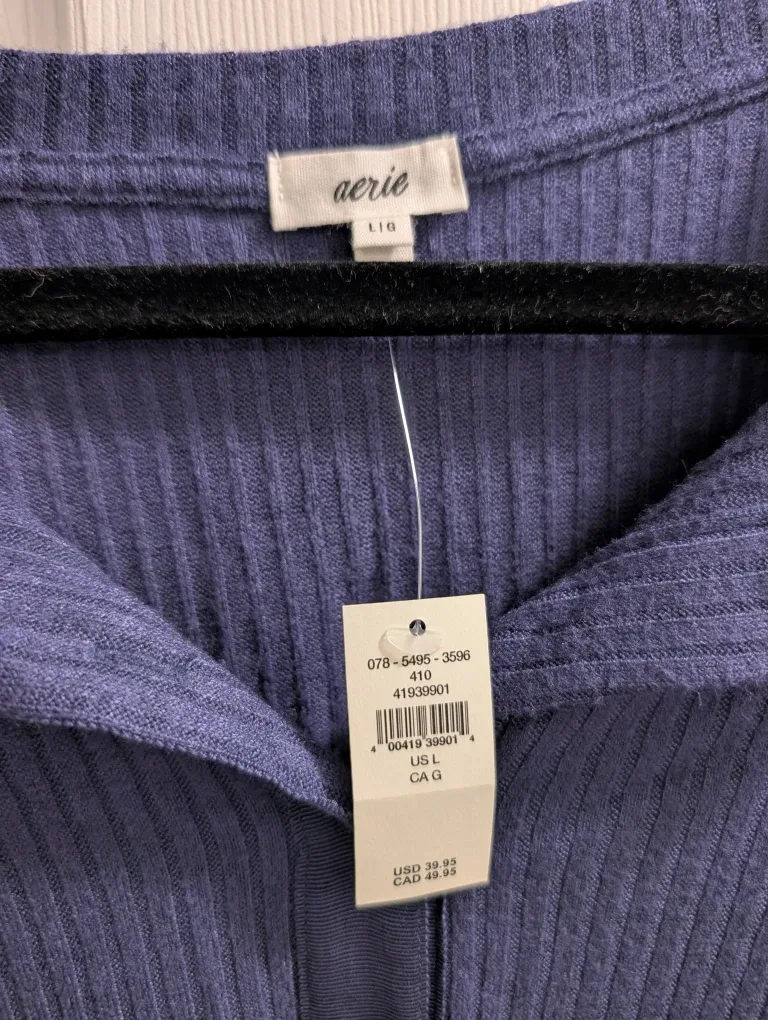 aerie
L|G
078 - 5495 - 3596
410
41939901
4 00419 39901 4
US L
CA G
USD 39.95
CAD 49.95